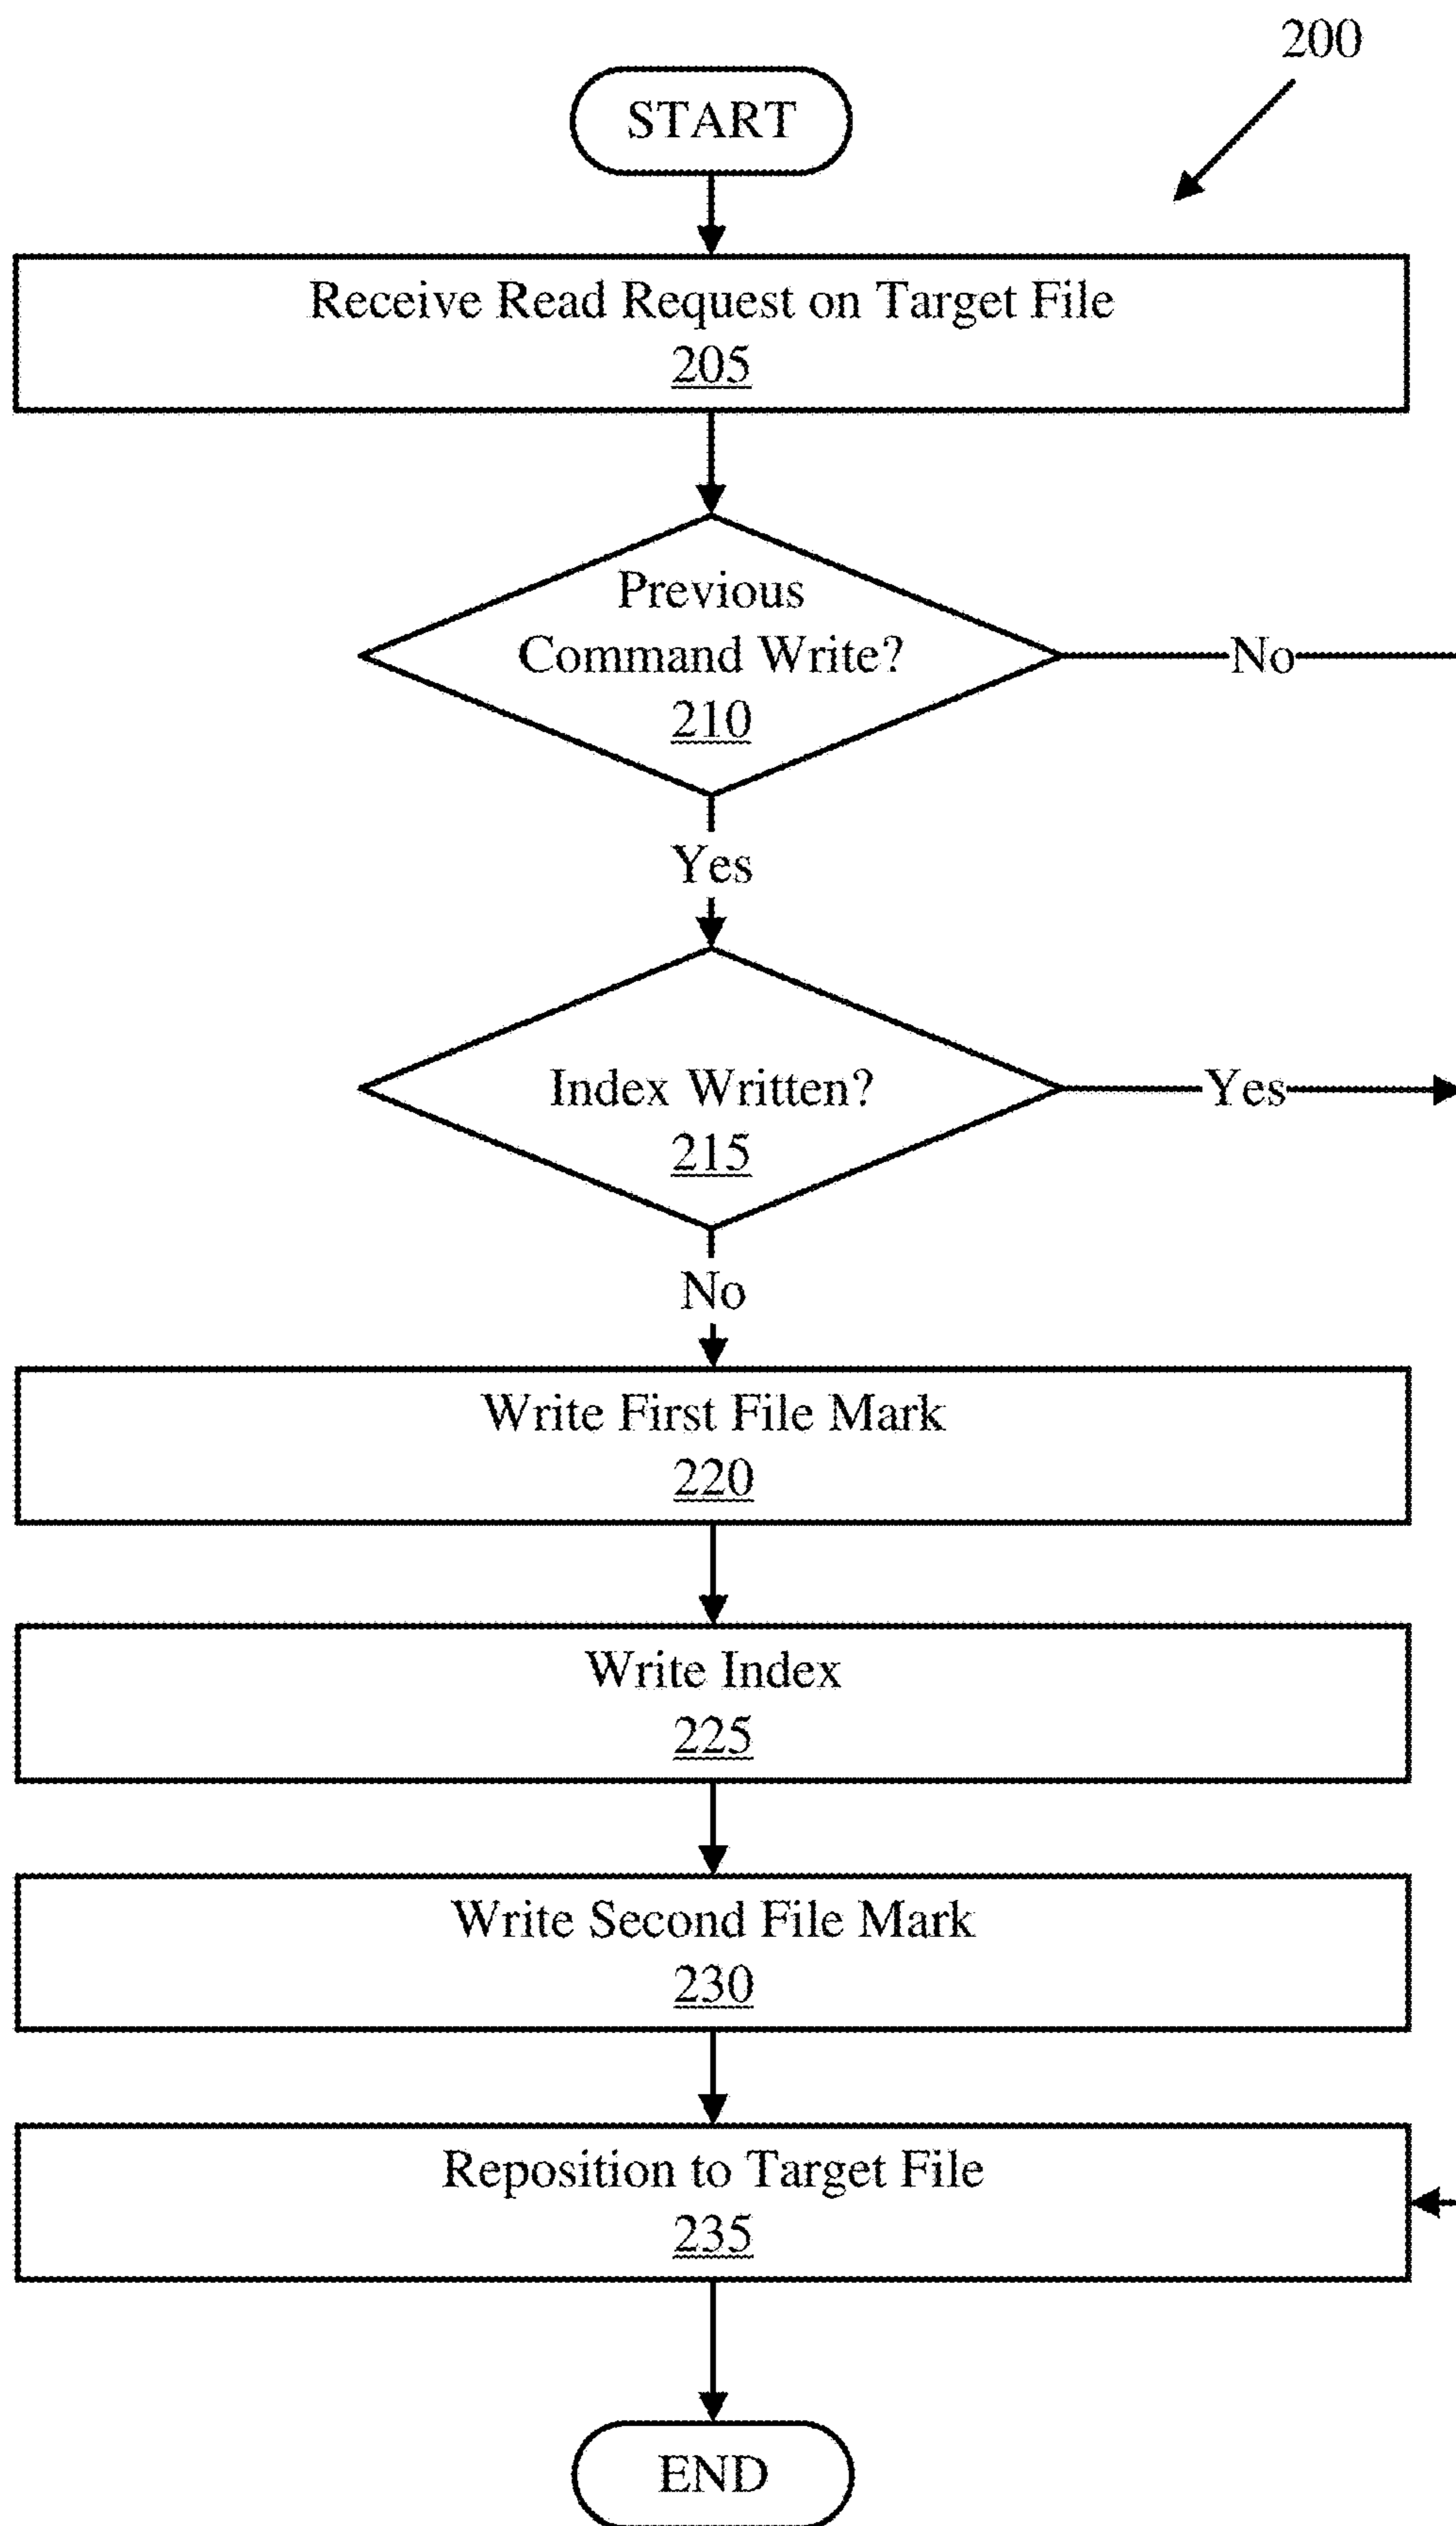 200
START
Receive Read Request on Target File
205
Previous
Command Write?
210
No
Yes
Index Written?
215
Yes
No
Write First File Mark
220
Write Index
225
Write Second File Mark
230
Reposition to Target File
235
END